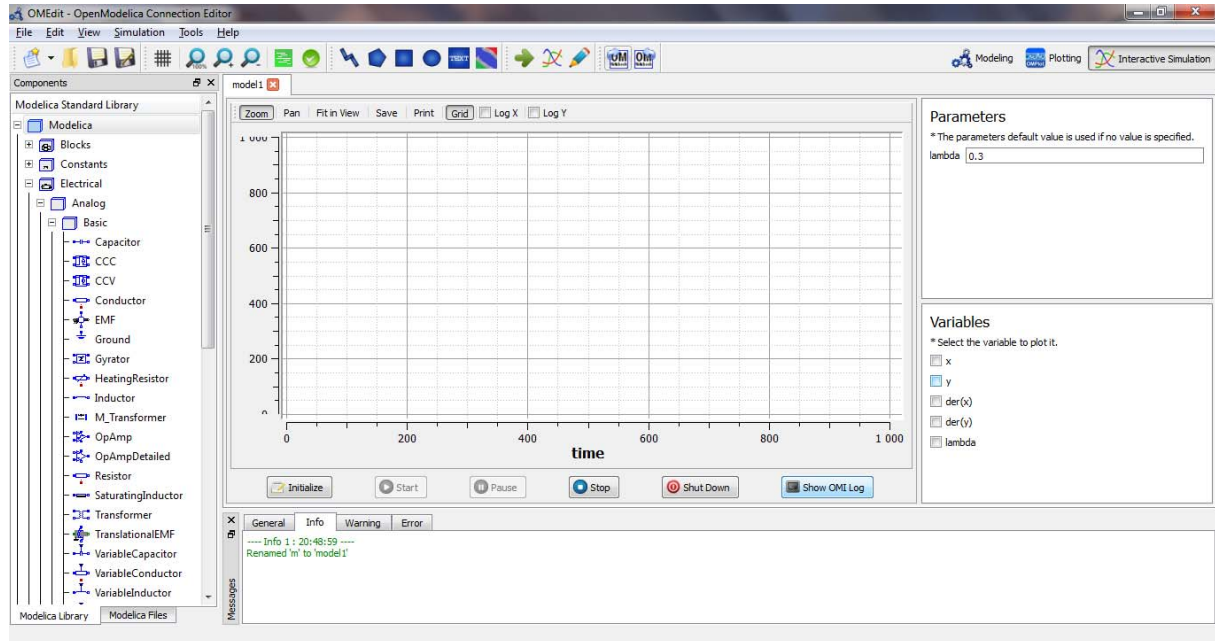 OMEdit - OpenModelica Connection Editor
File Edit View Simulation Tools Help
100%
TEXT
OM
OM
Modeling Plotting Interactive Simulation
Components
model1
Modelica Standard Library
Modelica
Blocks
Constants
Electrical
Analog
Basic
Capacitor
CCC
CCV
Conductor
EMF
Ground
Gyrator
HeatingResistor
Inductor
M_Transformer
OpAmp
OpAmpDetailed
Resistor
SaturatingInductor
Transformer
TranslationalEMF
VariableCapacitor
VariableConductor
VariableInductor
Modelica Library Modelica Files
Zoom Pan Fit in View Save Print Grid Log X Log Y
1 000
800
600
400
200
0
0 200 400 600 800 1 000
time
Initialize Start Pause Stop Shut Down Show OMI Log
Parameters
* The parameters default value is used if no value is specified.
lambda 0.3
Variables
* Select the variable to plot it.
x
y
der(x)
der(y)
lambda
General Info Warning Error
---- Info 1 : 20:48:59 ----
Renamed 'm' to 'model1'
Messages